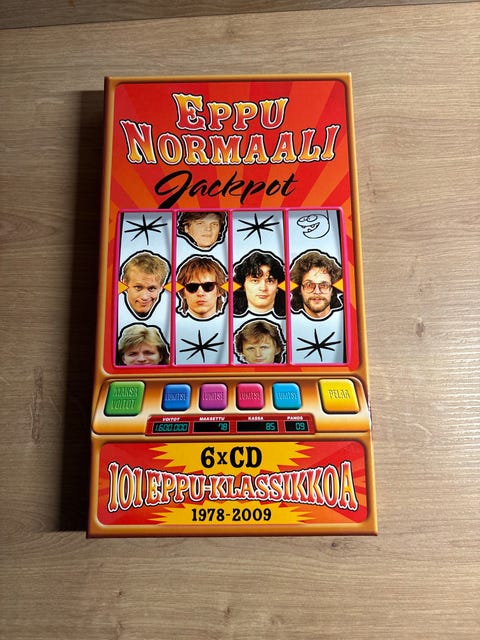 EPPU
NORMAALI
Jackpot
MAKSA
VOITOT
LUKITSE
LUKITSE
LUKITSE
LUKITSE
PELAA
VOITOT
MAKSETTU
KASSA
PANOS
1.600.000
78
85
09
6xCD
101 EPPU-KLASSIKKOA
1978-2009